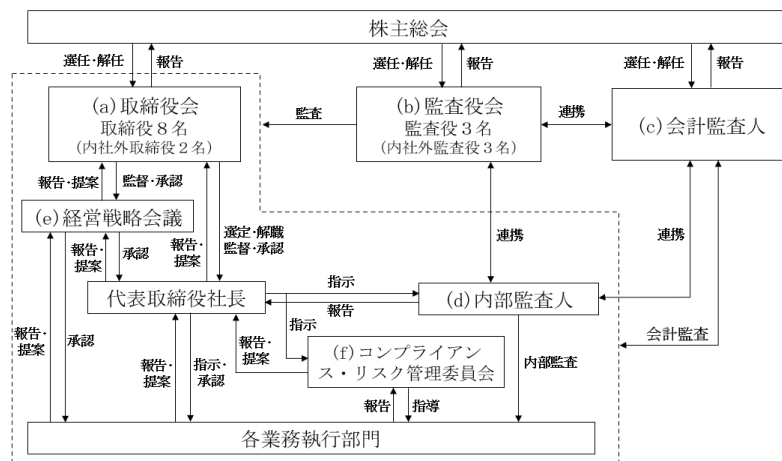 株主総会
選任･解任
報告
選任･解任
報告
選任･解任
報告
(a)取締役会
取締役８名
(内社外取締役２名)
監査
(b)監査役会
監査役３名
(内社外監査役３名)
連携
(c)会計監査人
報告･提案
監督･承認
(e)経営戦略会議
報告･
提案
承認
報告･
提案
選定･解職
監督･承認
連携
連携
代表取締役社長
指示
報告
(d)内部監査人
指示
会計監査
報告･
提案
承認
報告･
提案
指示･
承認
報告･
提案
(f)コンプライアン
ス・リスク管理委員会
内部監査
報告
指導
各業務執行部門